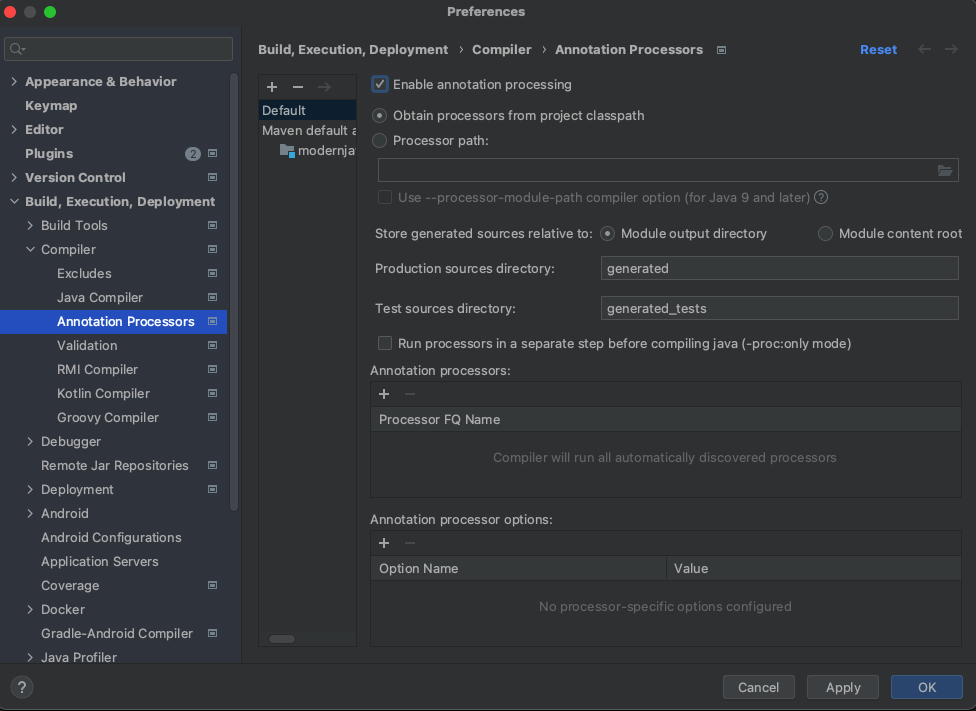 Preferences
Appearance & Behavior
Keymap
Editor
Plugins 2
Version Control
Build, Execution, Deployment
Build Tools
Compiler
Excludes
Java Compiler
Annotation Processors
Validation
RMI Compiler
Kotlin Compiler
Groovy Compiler
Debugger
Remote Jar Repositories
Deployment
Android
Android Configurations
Application Servers
Coverage
Docker
Gradle-Android Compiler
Java Profiler
Build, Execution, Deployment › Compiler › Annotation Processors
Reset
Default
Maven default a
modernja
Enable annotation processing
Obtain processors from project classpath
Processor path:
Use --processor-module-path compiler option (for Java 9 and later) ?
Store generated sources relative to: Module output directory Module content root
Production sources directory: generated
Test sources directory: generated_tests
Run processors in a separate step before compiling java (-proc:only mode)
Annotation processors:
Processor FQ Name
Compiler will run all automatically discovered processors
Annotation processor options:
Option Name Value
No processor-specific options configured
? Cancel Apply OK